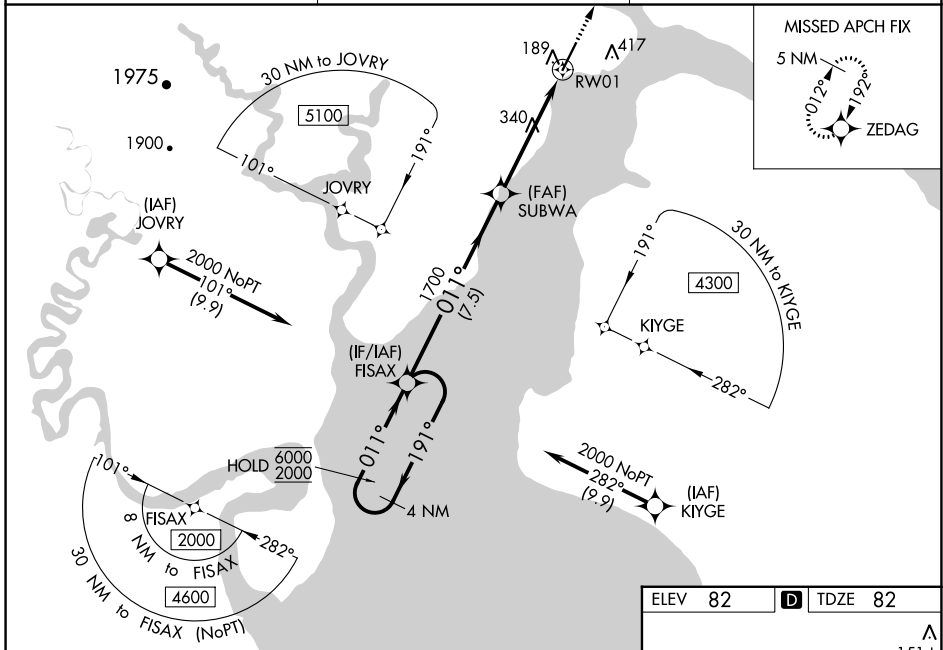 MISSED APCH FIX
5 NM
012°
192°
ZEDAG
189
417
RW01
340
1975
1900
30 NM to JOVRY
5100
101°
191°
JOVRY
(IAF)
JOVRY
2000 NoPT
101°
(9.9)
(FAF)
SUBWA
1700
011°
(7.5)
30 NM to KIYGE
191°
4300
KIYGE
282°
(IF/IAF)
FISAX
011°
191°
HOLD 6000
2000
4 NM
2000 NoPT
282°
(9.9)
(IAF)
KIYGE
101°
FISAX
2000
282°
8 NM to FISAX
4600
30 NM to FISAX (NoPT)
ELEV 82
D
TDZE 82